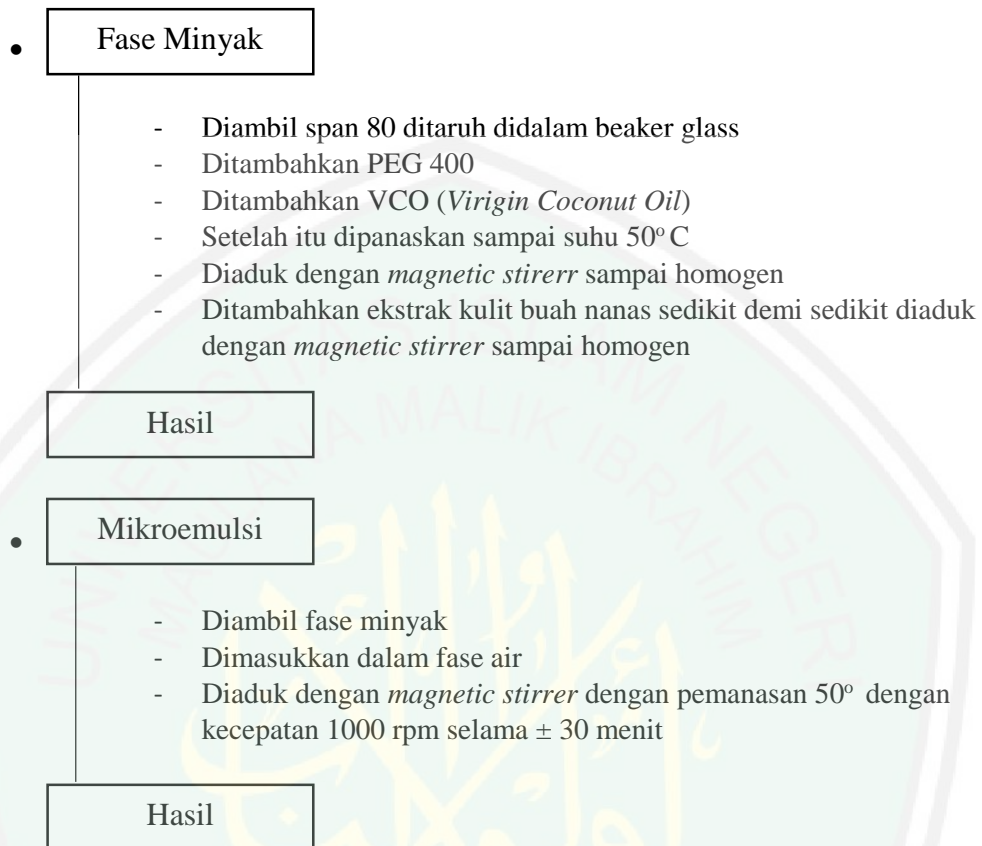 • Fase Minyak
- Diambil span 80 ditaruh didalam beaker glass
- Ditambahkan PEG 400
- Ditambahkan VCO (Virigin Coconut Oil)
- Setelah itu dipanaskan sampai suhu 50º C
- Diaduk dengan magnetic stirerr sampai homogen
- Ditambahkan ekstrak kulit buah nanas sedikit demi sedikit diaduk
dengan magnetic stirrer sampai homogen
Hasil
• Mikroemulsi
- Diambil fase minyak
- Dimasukkan dalam fase air
- Diaduk dengan magnetic stirrer dengan pemanasan 50º dengan
kecepatan 1000 rpm selama ± 30 menit
Hasil
MAULANA MALIK IBRAHIM